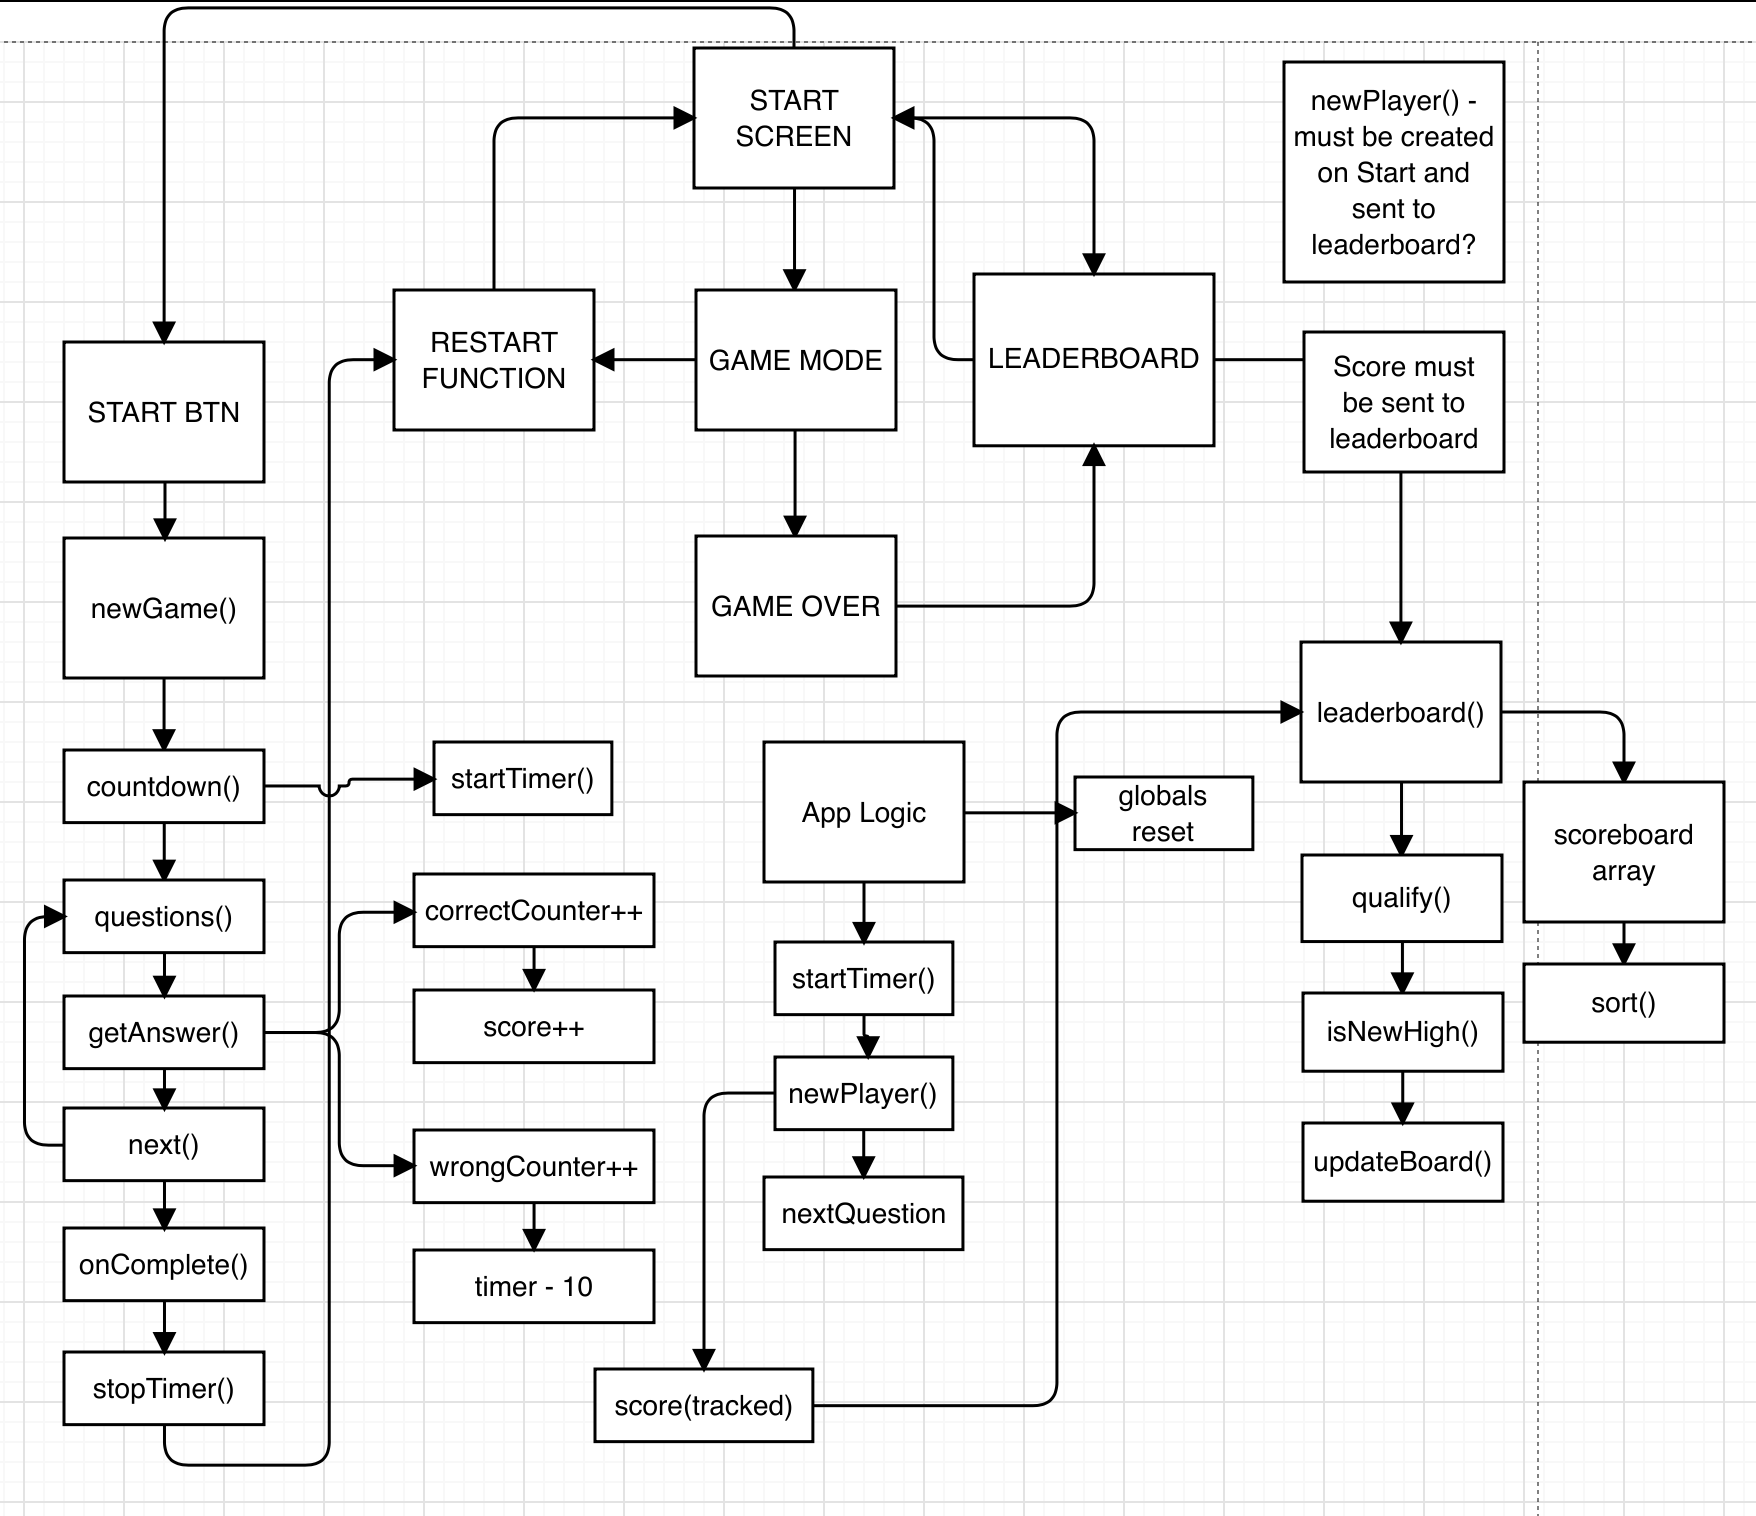 START
SCREEN
newPlayer() -
must be created
on Start and
sent to
leaderboard?
START BTN
RESTART
FUNCTION
GAME MODE
LEADERBOARD
Score must
be sent to
leaderboard
newGame()
GAME OVER
leaderboard()
countdown()
startTimer()
App Logic
globals
reset
scoreboard
array
questions()
correctCounter++
qualify()
getAnswer()
score++
startTimer()
isNewHigh()
sort()
next()
wrongCounter++
newPlayer()
updateBoard()
nextQuestion
onComplete()
timer - 10
stopTimer()
score(tracked)